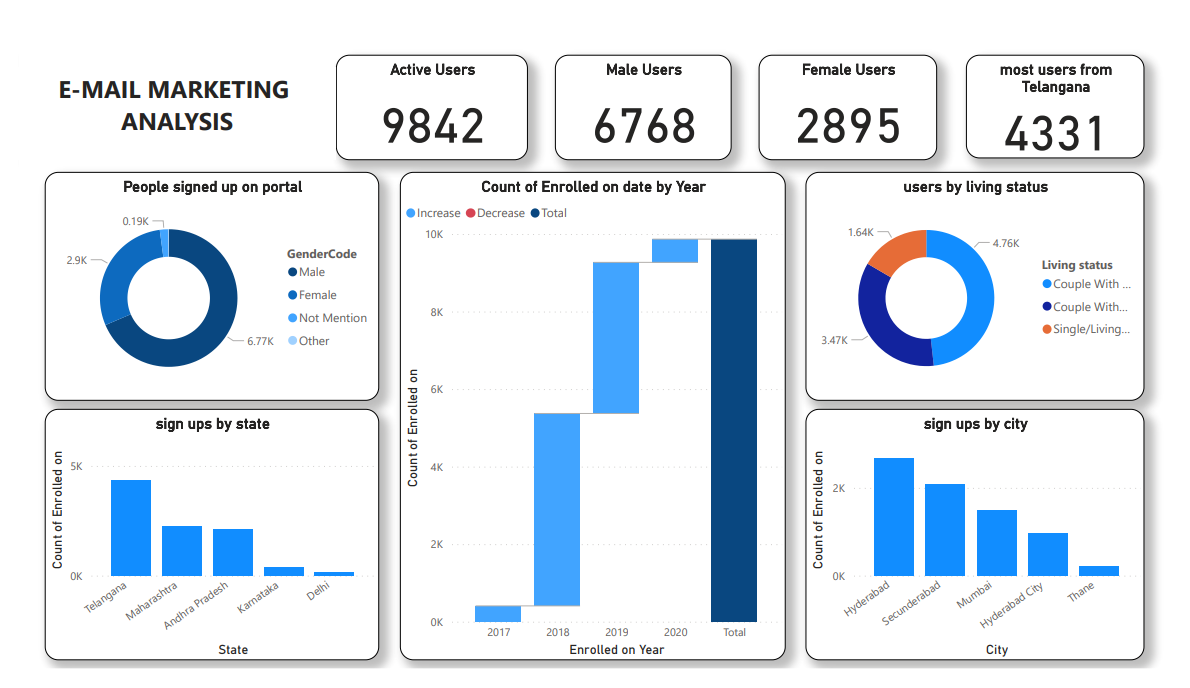 E-MAIL MARKETING
ANALYSIS
Active Users
9842
Male Users
6768
Female Users
2895
most users from
Telangana
4331
People signed up on portal
0.19K
2.9K
6.77K
GenderCode
Male
Female
Not Mention
Other
Count of Enrolled on date by Year
Increase Decrease Total
Count of Enrolled on
10K
8K
6K
4K
2K
0K
2017 2018 2019 2020 Total
Enrolled on Year
users by living status
1.64K
4.76K
3.47K
Living status
Couple With ...
Couple With...
Single/Living...
sign ups by state
Count of Enrolled on
5K
0K
Telangana
Maharashtra
Andhra Pradesh
Karnataka
Delhi
State
sign ups by city
Count of Enrolled on
2K
0K
Hyderabad
Secunderabad
Mumbai
Hyderabad City
Thane
City